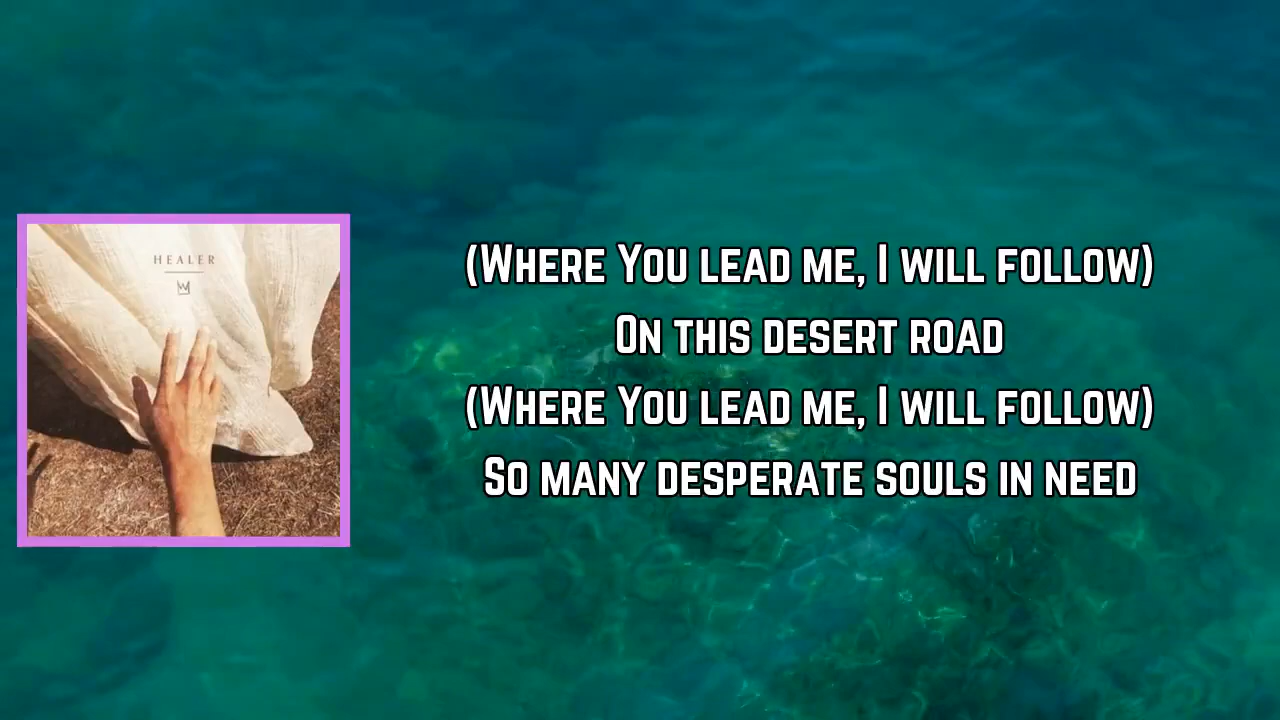 HEALER
(Where You lead me, I will follow)
On this desert road
(Where You lead me, I will follow)
So many desperate souls in need